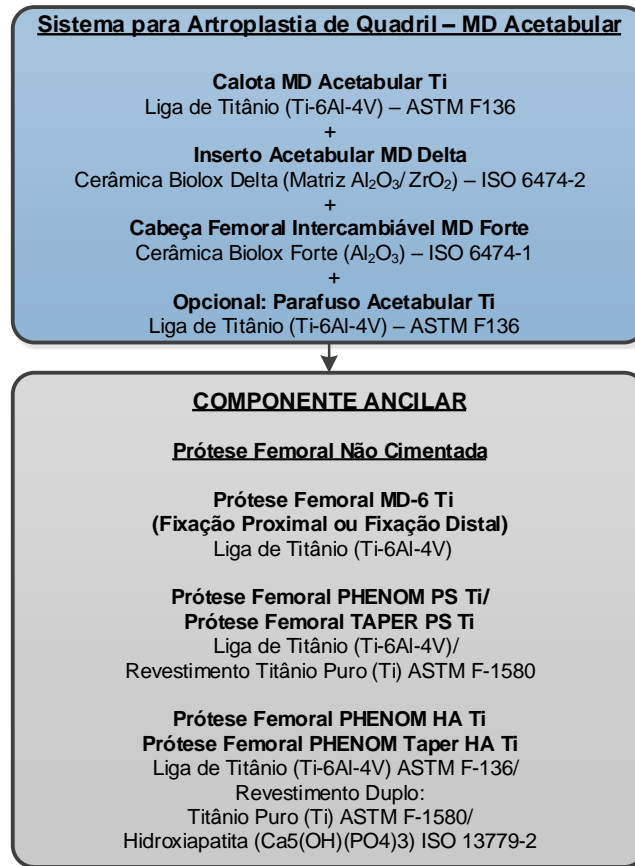 Sistema para Artroplastia de Quadril – MD Acetabular
Calota MD Acetabular Ti
Liga de Titânio (Ti-6Al-4V) – ASTM F136
+
Inserto Acetabular MD Delta
Cerâmica Biolox Delta (Matriz Al₂O₃/ ZrO₂) – ISO 6474-2
+
Cabeça Femoral Intercambiável MD Forte
Cerâmica Biolox Forte (Al₂O₃) – ISO 6474-1
+
Opcional: Parafuso Acetabular Ti
Liga de Titânio (Ti-6Al-4V) – ASTM F136
COMPONENTE ANCILAR
Prótese Femoral Não Cimentada
Prótese Femoral MD-6 Ti
(Fixação Proximal ou Fixação Distal)
Liga de Titânio (Ti-6Al-4V)
Prótese Femoral PHENOM PS Ti/
Prótese Femoral TAPER PS Ti
Liga de Titânio (Ti-6Al-4V)/
Revestimento Titânio Puro (Ti) ASTM F-1580
Prótese Femoral PHENOM HA Ti
Prótese Femoral PHENOM Taper HA Ti
Liga de Titânio (Ti-6Al-4V) ASTM F-136/
Revestimento Duplo:
Titânio Puro (Ti) ASTM F-1580/
Hidroxiapatita (Ca5(OH)(PO4)3) ISO 13779-2